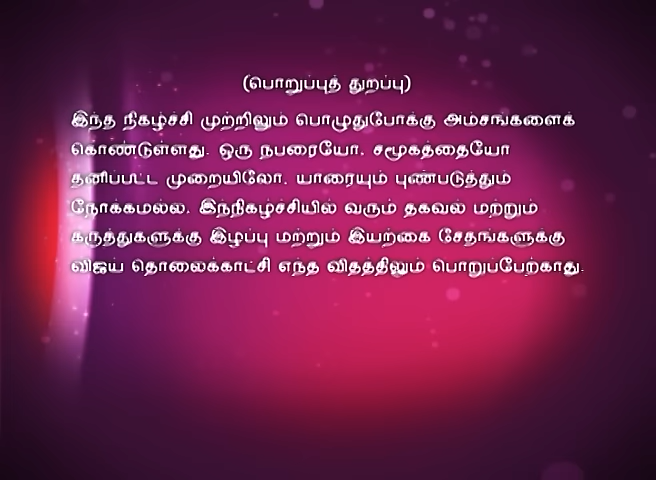 (பொறுப்புத் துறப்பு)
இந்த நிகழ்ச்சி முற்றிலும் பொழுதுபோக்கு அம்சங்களைக்
கொண்டுள்ளது. ஒரு நபரையோ, சமூகத்தையோ
தனிப்பட்ட முறையிலோ, யாரையும் புண்படுத்தும்
நோக்கமல்ல, இந்நிகழ்ச்சியில் வரும் தகவல் மற்றும்
கருத்துகளுக்கு இழப்பு மற்றும் இயற்கை சேதங்களுக்கு
விஜய தொலைக்காட்சி எந்த விதத்திலும் பொறுப்பேற்காது.